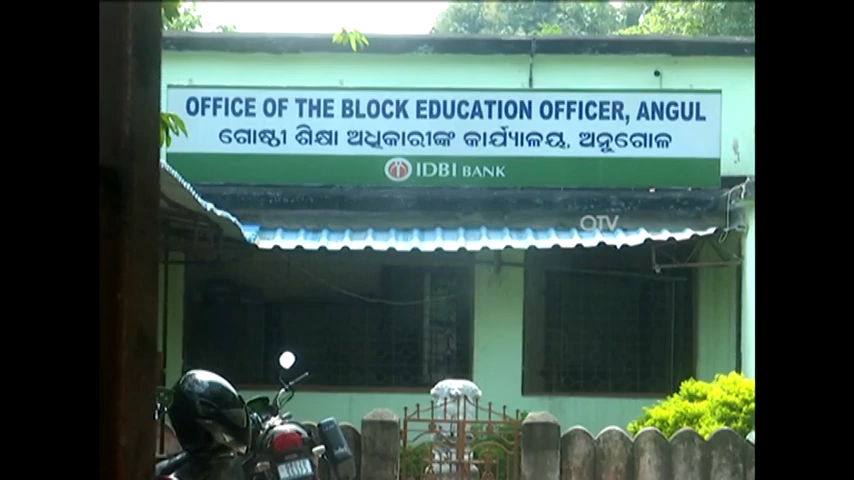 OFFICE OF THE BLOCK EDUCATION OFFICER, ANGUL
ଗୋଷ୍ଠୀ ଶିକ୍ଷା ଅଧିକାରୀଙ୍କ କାର୍ଯ୍ୟାଳୟ, ଅନୁଗୋଳ
IDBI BANK
OTV